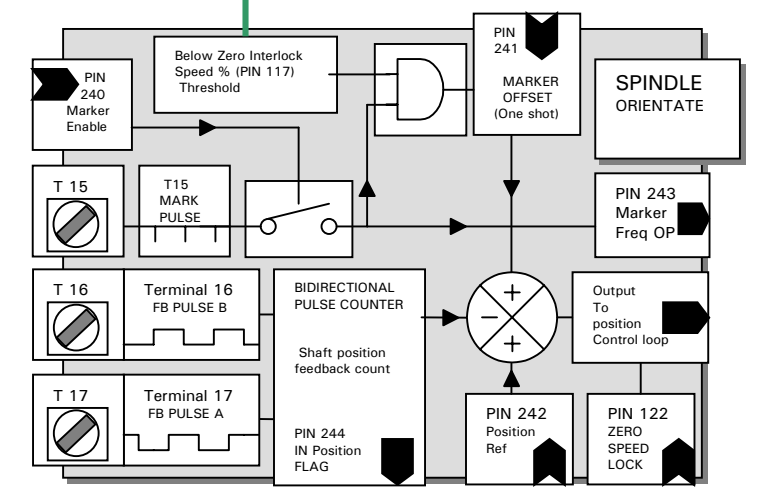 PIN
240
Marker
Enable
Below Zero Interlock
Speed % (PIN 117)
Threshold
PIN
241
MARKER
OFFSET
(One shot)
SPINDLE
ORIENTATE
T 15
T15
MARK
PULSE
PIN 243
Marker
Freq OP
T 16
Terminal 16
FB PULSE B
BIDIRECTIONAL
PULSE COUNTER
Shaft position
feedback count
PIN 244
IN Position
FLAG
+
−
+
Output
To
position
Control loop
T 17
Terminal 17
FB PULSE A
PIN 242
Position
Ref
PIN 122
ZERO
SPEED
LOCK